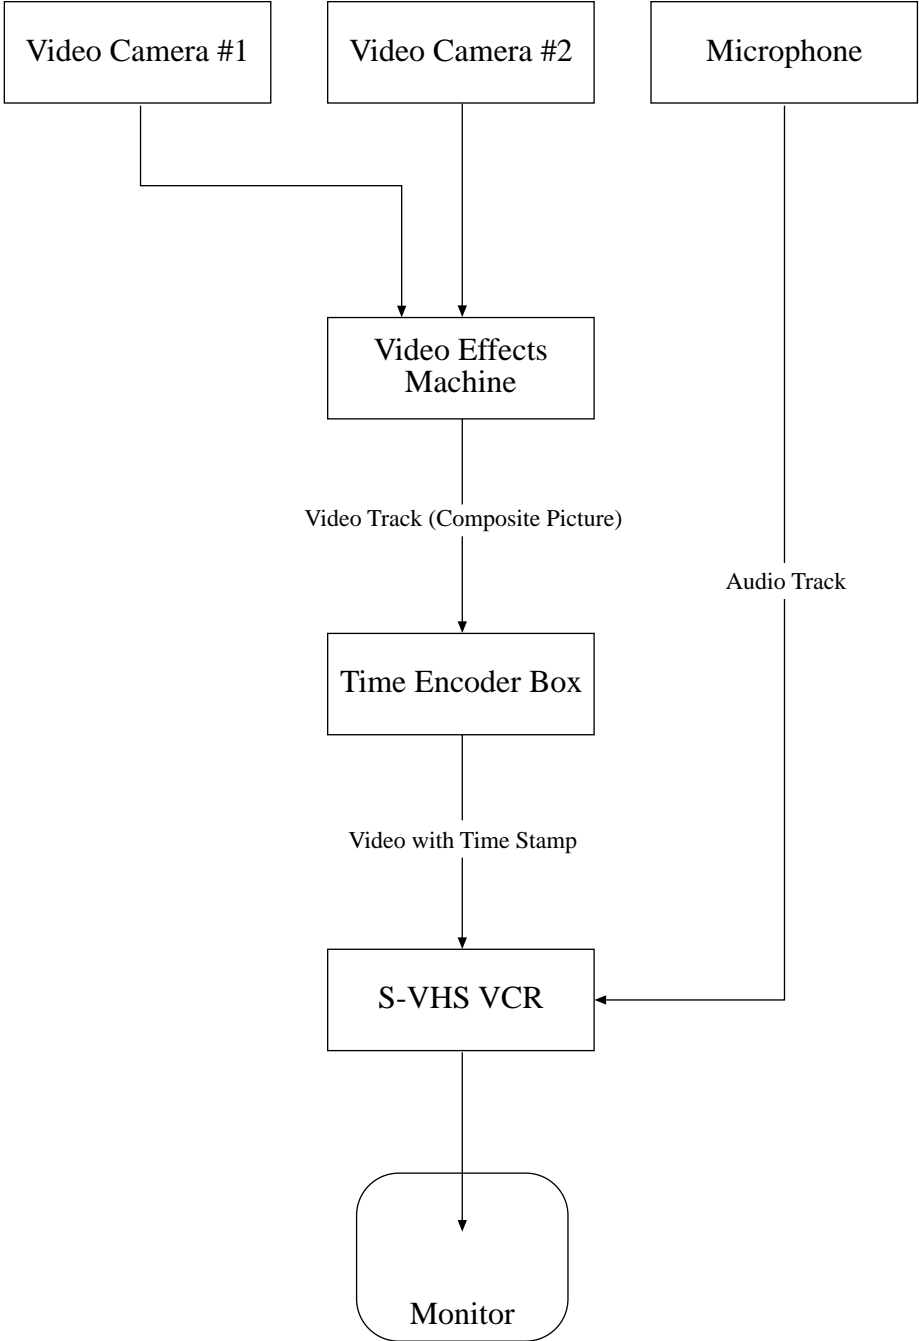 Video Camera #1
Video Camera #2
Microphone
Video Effects
Machine
Video Track (Composite Picture)
Audio Track
Time Encoder Box
Video with Time Stamp
S-VHS VCR
Monitor